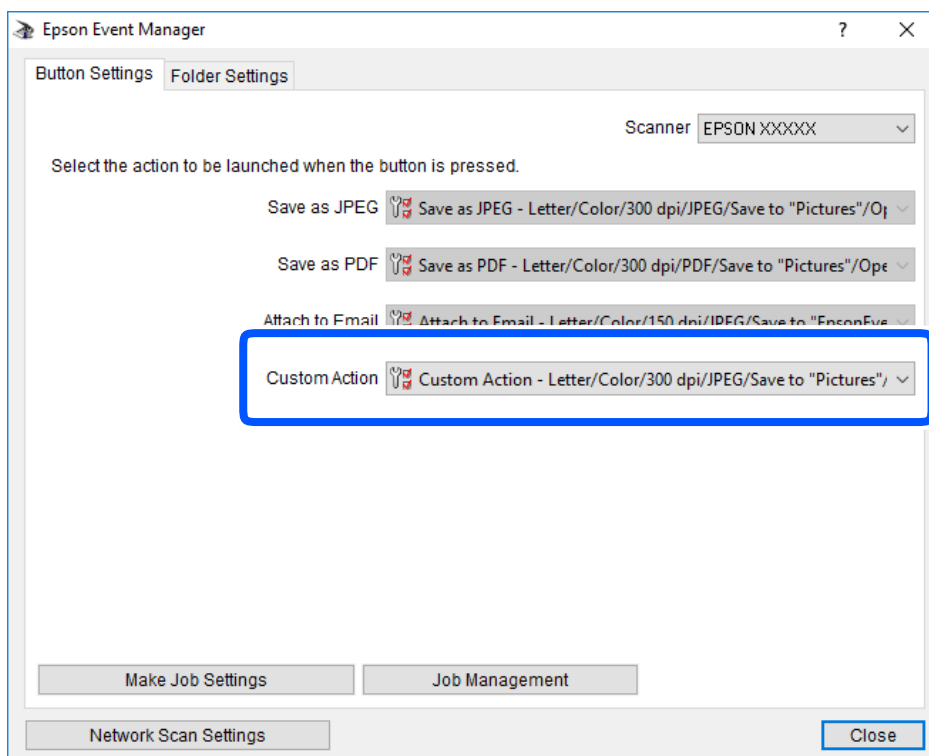 Epson Event Manager
Button Settings Folder Settings
Scanner EPSON XXXXX
Select the action to be launched when the button is pressed.
Save as JPEG Save as JPEG - Letter/Color/300 dpi/JPEG/Save to "Pictures"/Op
Save as PDF Save as PDF - Letter/Color/300 dpi/PDF/Save to "Pictures"/Ope
Attach to Email Attach to Email - Letter/Color/150 dpi/JPEG/Save to "EpsonEve
Custom Action Custom Action - Letter/Color/300 dpi/JPEG/Save to "Pictures"/
Make Job Settings Job Management
Network Scan Settings Close